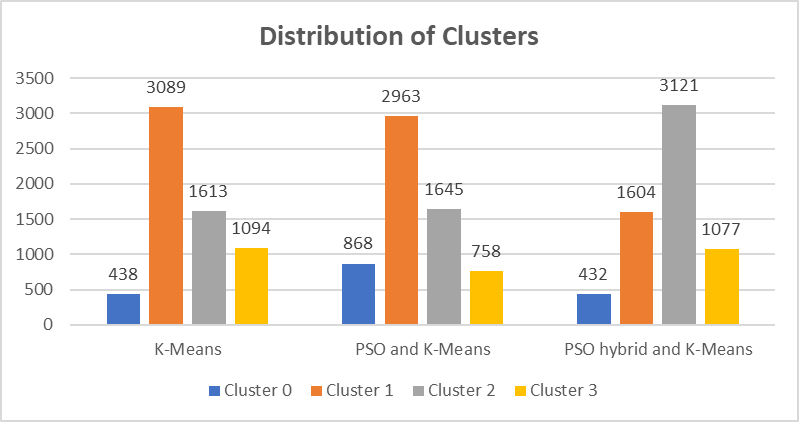 Distribution of Clusters
3500
3000
2500
2000
1500
1000
500
0
438
3089
1613
1094
868
2963
1645
758
432
1604
3121
1077
K-Means
PSO and K-Means
PSO hybrid and K-Means
Cluster 0
Cluster 1
Cluster 2
Cluster 3